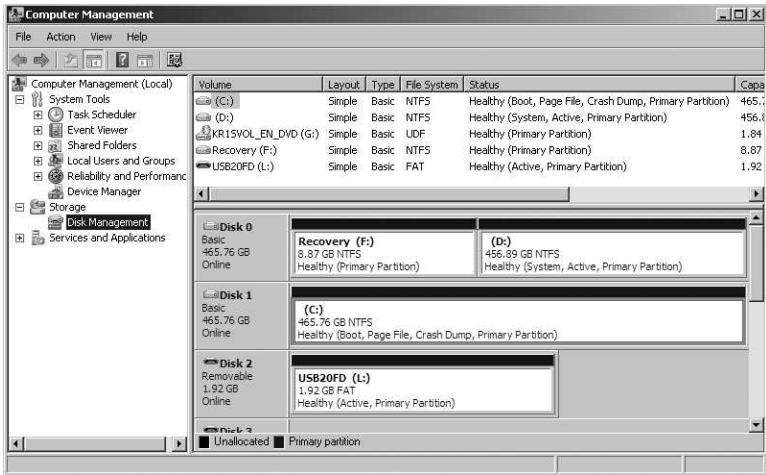 Computer Management
File Action View Help
Computer Management (Local)
System Tools
Task Scheduler
Event Viewer
Shared Folders
Local Users and Groups
Reliability and Performanc
Device Manager
Storage
Disk Management
Services and Applications
Volume Layout Type File System Status Capa
(C:) Simple Basic NTFS Healthy (Boot, Page File, Crash Dump, Primary Partition) 465.7
(D:) Simple Basic NTFS Healthy (System, Active, Primary Partition) 456.8
KR1SVOL_EN_DVD (G:) Simple Basic UDF Healthy (Primary Partition) 1.84
Recovery (F:) Simple Basic NTFS Healthy (Primary Partition) 8.87
USB20FD (L:) Simple Basic FAT Healthy (Active, Primary Partition) 1.92
Disk 0
Basic
465.76 GB
Online
Recovery (F:)
8.87 GB NTFS
Healthy (Primary Partition)
(D:)
456.89 GB NTFS
Healthy (System, Active, Primary Partition)
Disk 1
Basic
465.76 GB
Online
(C:)
465.76 GB NTFS
Healthy (Boot, Page File, Crash Dump, Primary Partition)
Disk 2
Removable
1.92 GB
Online
USB20FD (L:)
1.92 GB FAT
Healthy (Active, Primary Partition)
Disk 3
Unallocated Primary partition